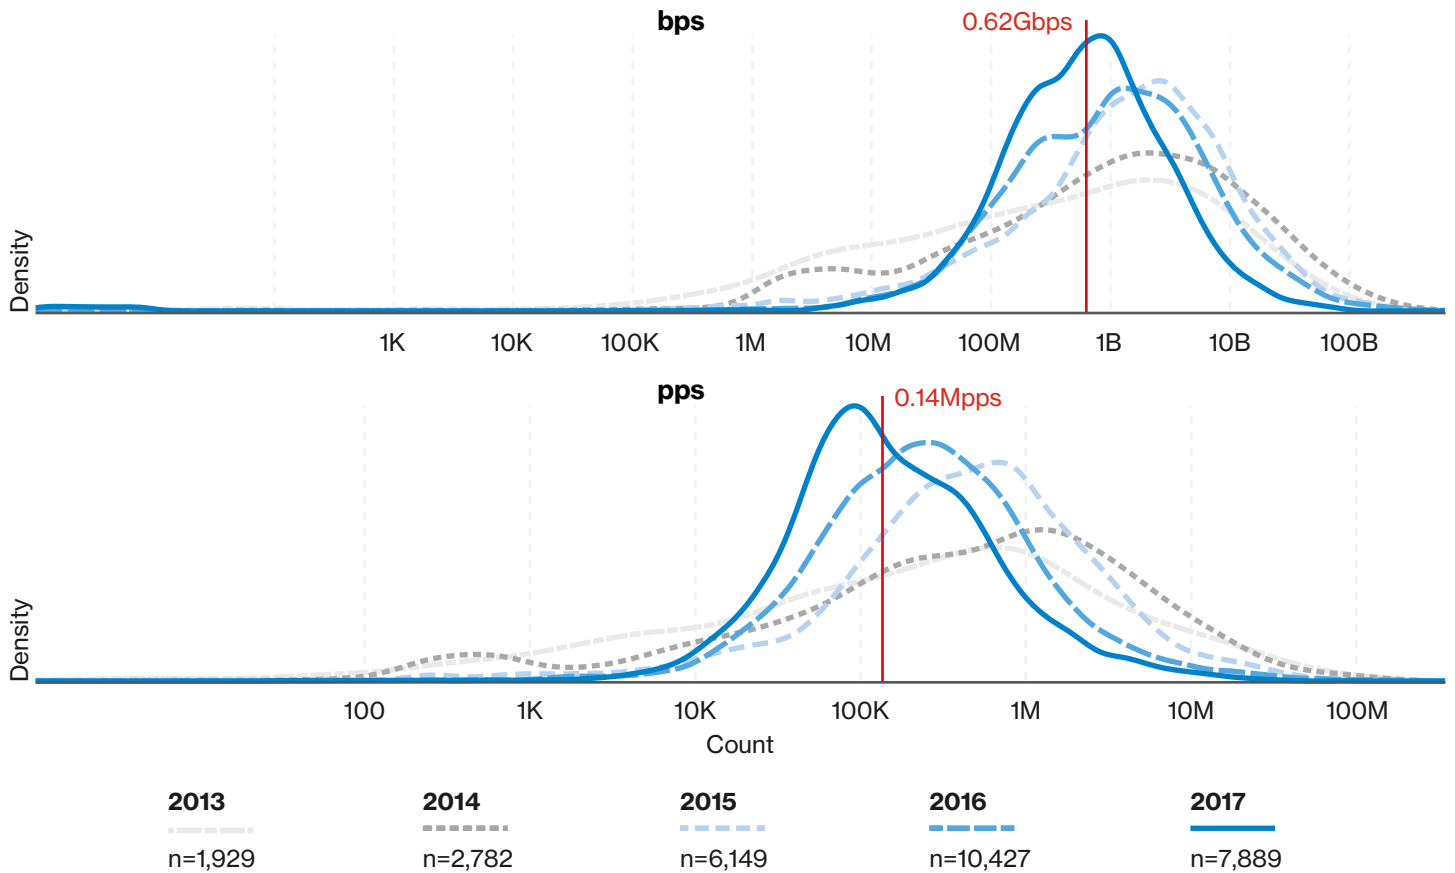 bps
0.62Gbps
Density
1K 10K 100K 1M 10M 100M 1B 10B 100B
pps
0.14Mpps
Density
100 1K 10K 100K 1M 10M 100M
Count
2013 2014 2015 2016 2017
n=1,929 n=2,782 n=6,149 n=10,427 n=7,889